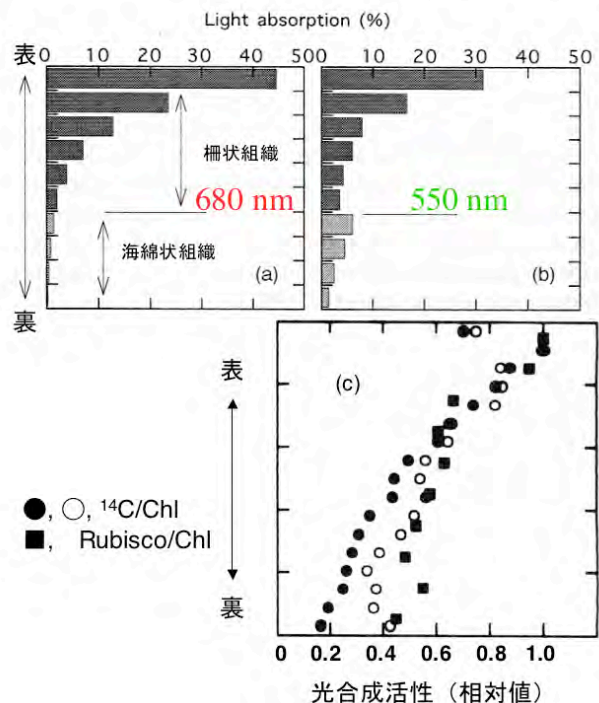 Light absorption (%)
表
0 10 20 30 40 50
0 10 20 30 40 50
柵状組織
680 nm
550 nm
海綿状組織
(a)
(b)
裏
表
(c)
●, ○, ¹⁴C/Chl
■, Rubisco/Chl
裏
0 0.2 0.4 0.6 0.8 1.0
光合成活性（相対値）